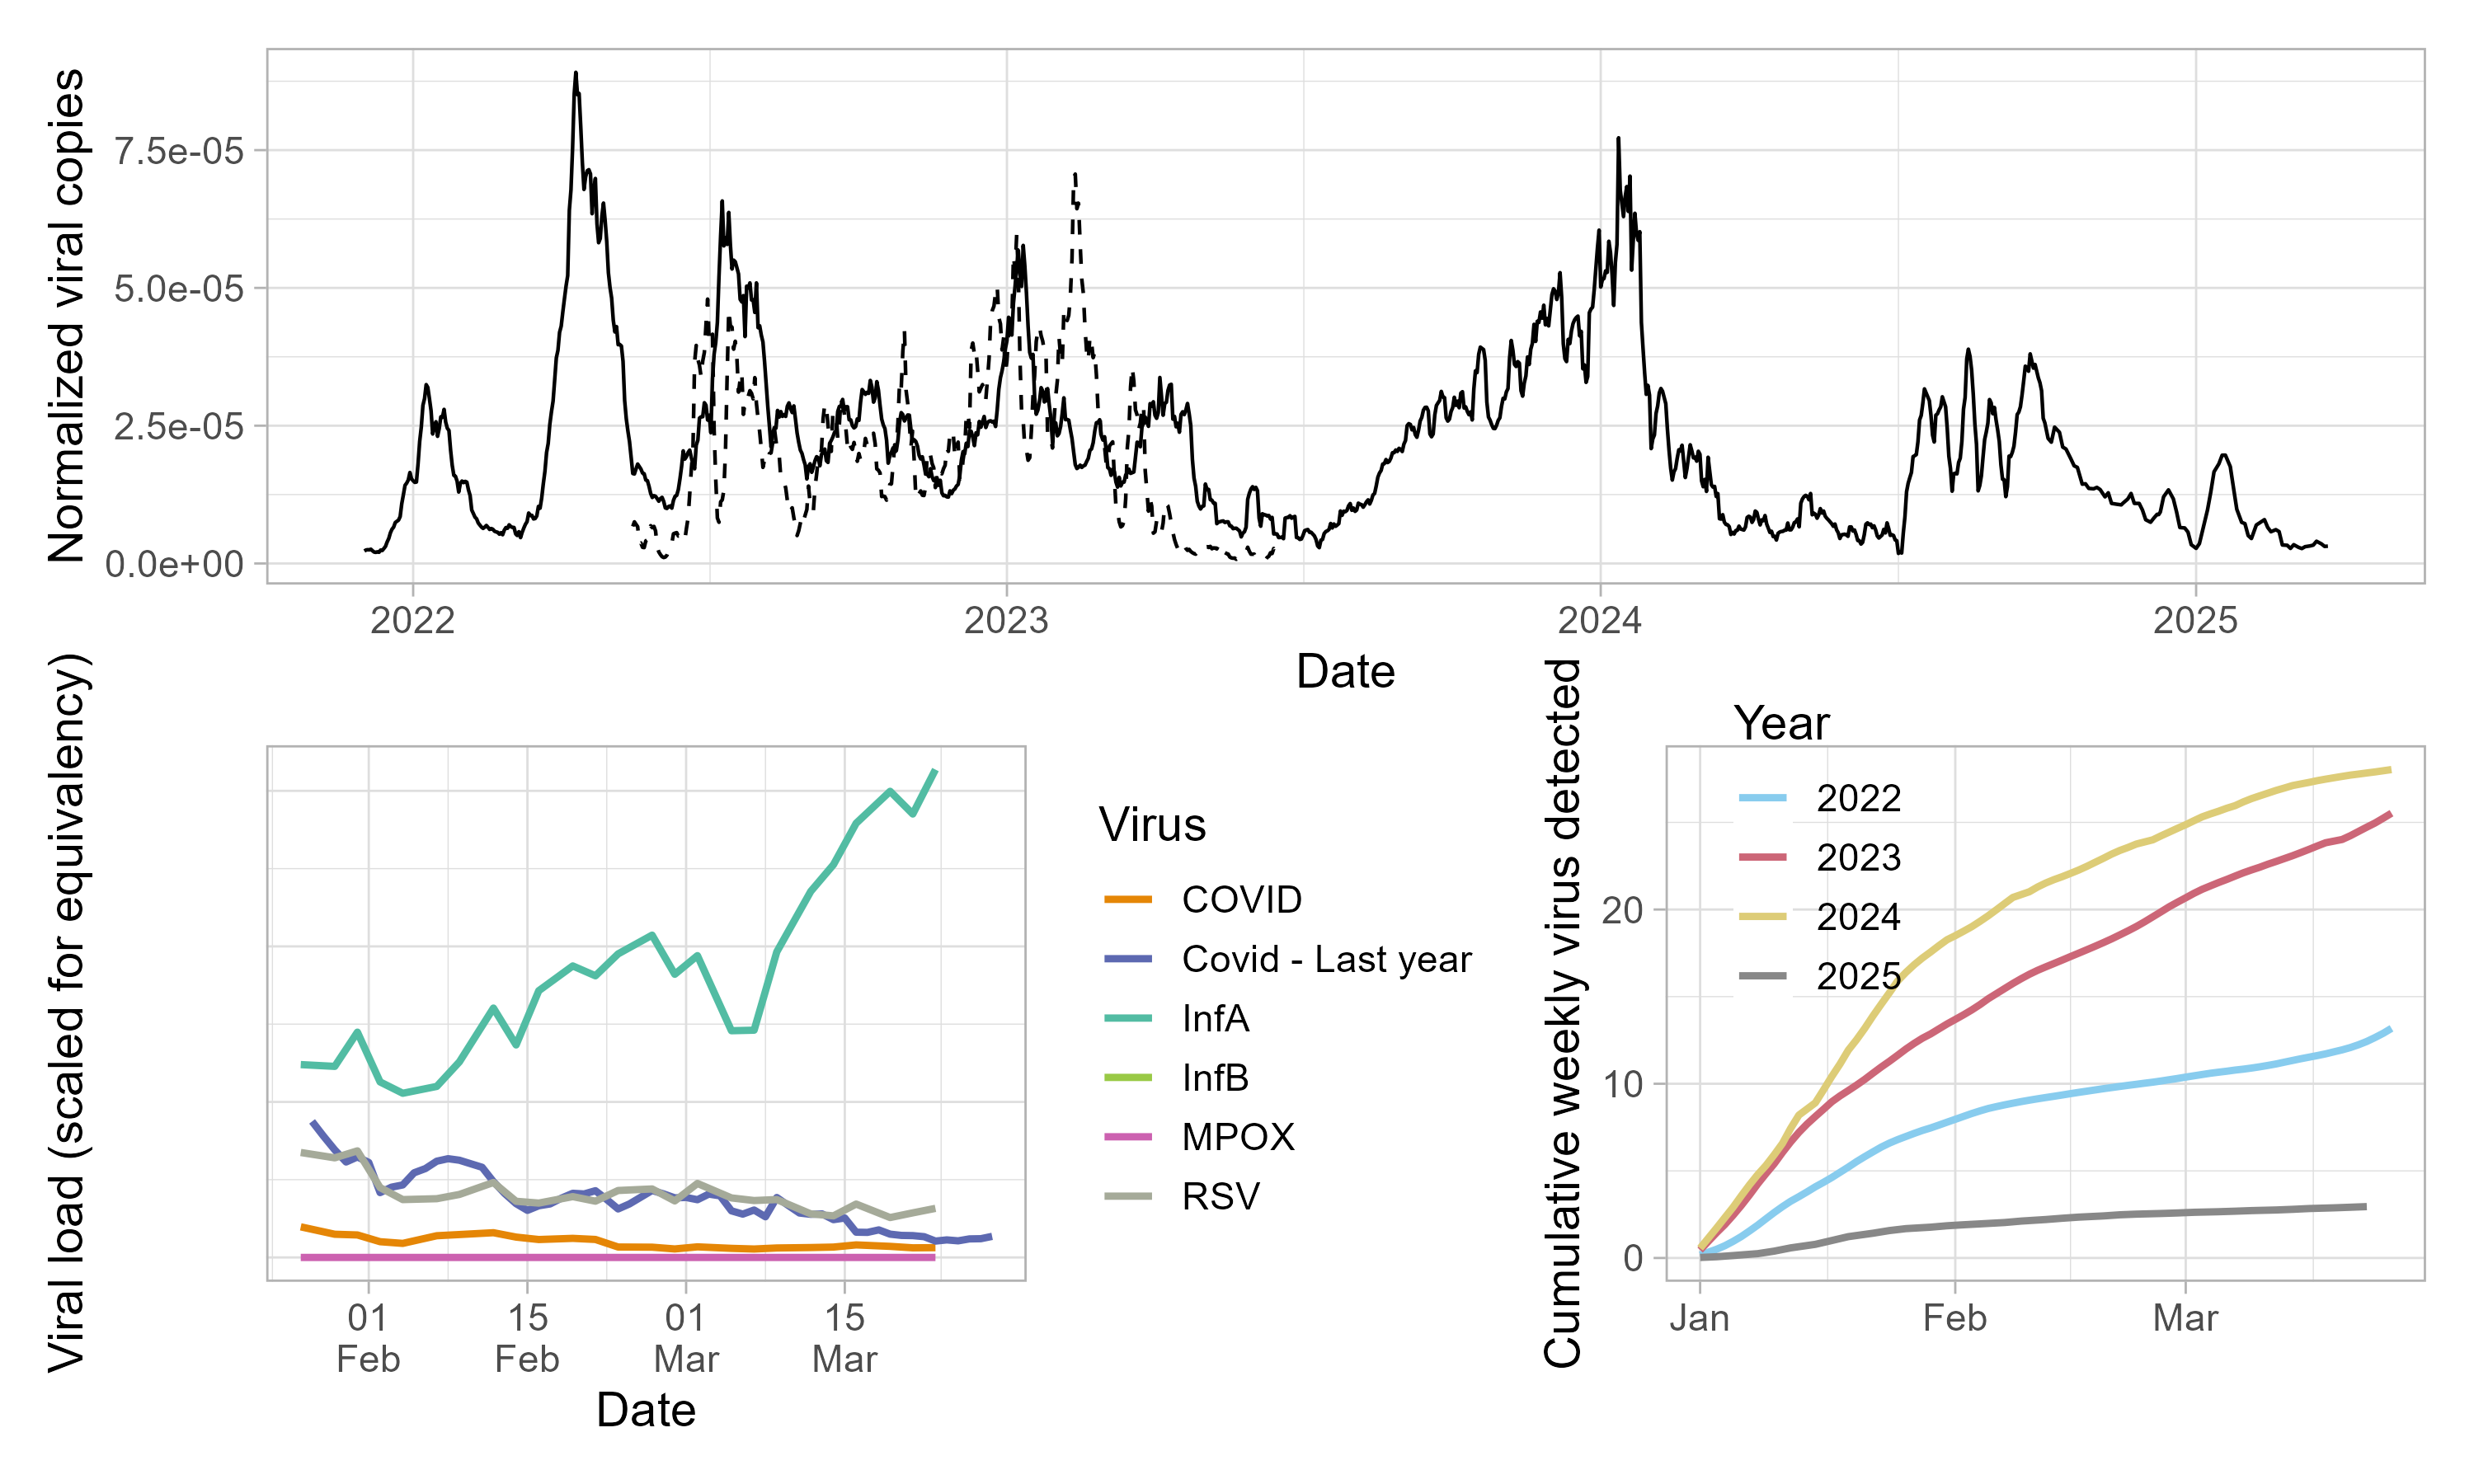 Normalized viral copies
7.5e-05
5.0e-05
2.5e-05
0.0e+00
2022
2023
2024
2025
Date
Viral load (scaled for equivalency)
01
Feb
15
Feb
01
Mar
15
Mar
Date
Virus
COVID
Covid - Last year
InfA
InfB
MPOX
RSV
Cumulative weekly virus detected
Year
2022
2023
2024
2025
20
10
0
Jan
Feb
Mar